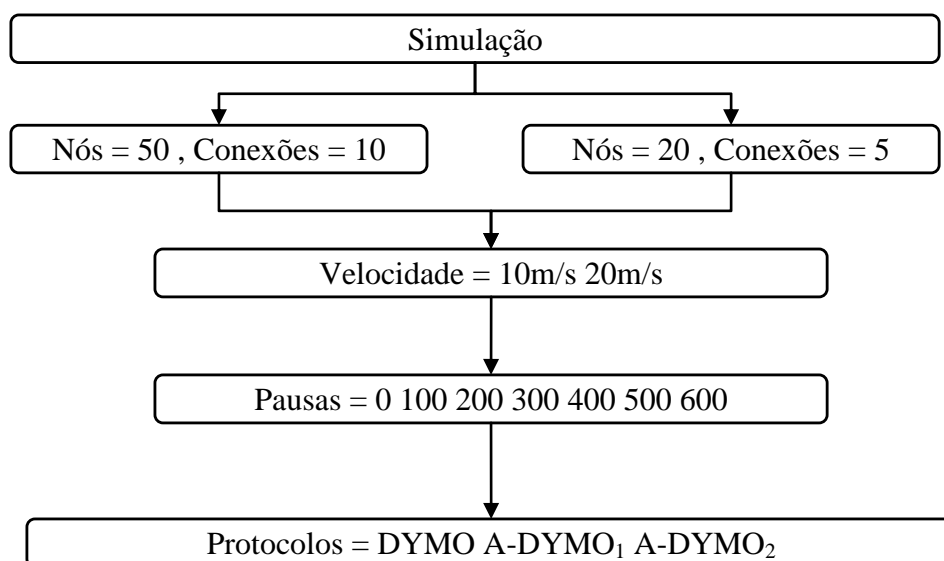 Simulação
Nós = 50 , Conexões = 10
Nós = 20 , Conexões = 5
Velocidade = 10m/s 20m/s
Pausas = 0 100 200 300 400 500 600
Protocolos = DYMO A-DYMO₁ A-DYMO₂